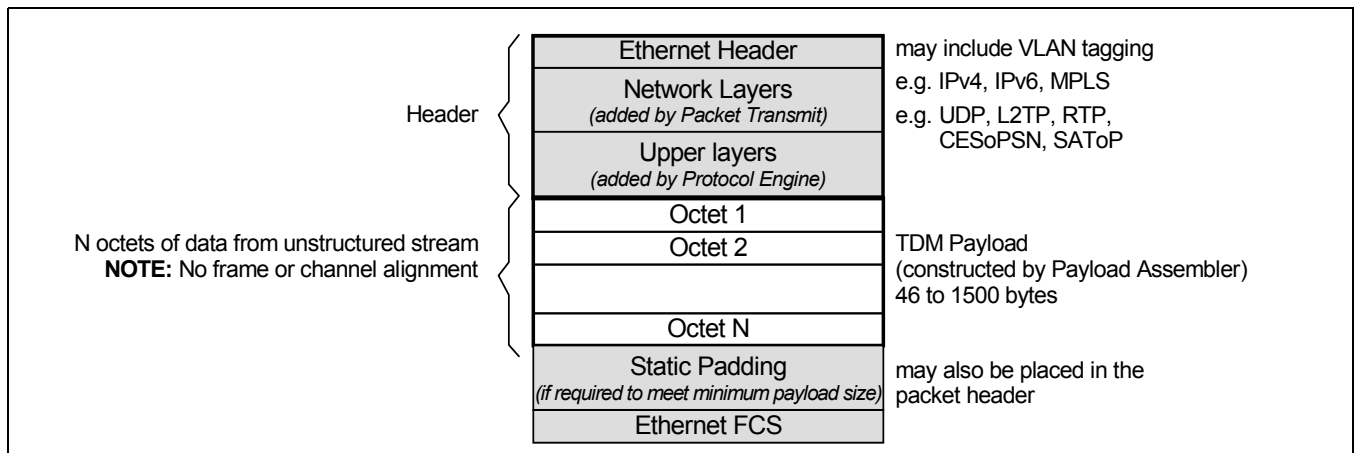 Ethernet Header
may include VLAN tagging
Network Layers
(added by Packet Transmit)
e.g. IPv4, IPv6, MPLS
Header
e.g. UDP, L2TP, RTP,
CESoPSN, SAToP
Upper layers
(added by Protocol Engine)
Octet 1
N octets of data from unstructured stream
NOTE: No frame or channel alignment
Octet 2
TDM Payload
(constructed by Payload Assembler)
46 to 1500 bytes
Octet N
Static Padding
(if required to meet minimum payload size)
may also be placed in the
packet header
Ethernet FCS